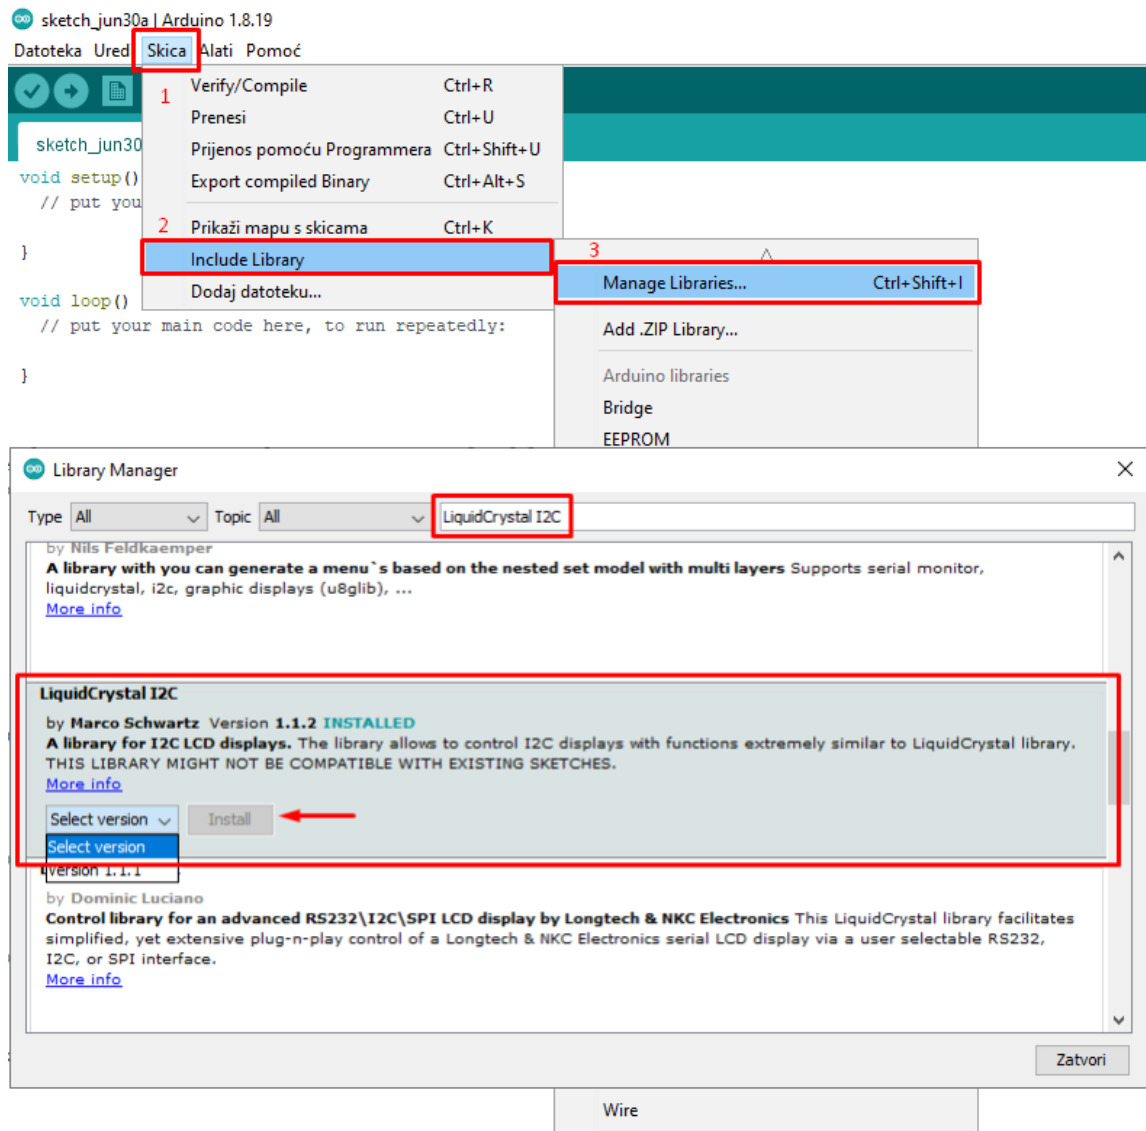 sketch_jun30a | Arduino 1.8.19
Datoteka Uredi Skica Alati Pomoć
1
Verify/Compile Ctrl+R
Prenesi Ctrl+U
sketch_jun30
Prijenos pomoću Programmera Ctrl+Shift+U
void setup()
Export compiled Binary Ctrl+Alt+S
// put you
2
Prikaži mapu s skicama Ctrl+K
}
Include Library
3
Manage Libraries... Ctrl+Shift+I
void loop()
Dodaj datoteku...
// put your main code here, to run repeatedly:
Add .ZIP Library...
}
Arduino libraries
Bridge
EEPROM
Library Manager
Type All Topic All LiquidCrystal I2C
by Nils Feldkaemper
A library with you can generate a menu`s based on the nested set model with multi layers Supports serial monitor,
liquidcrystal, i2c, graphic displays (u8glib), ...
More info
LiquidCrystal I2C
by Marco Schwartz Version 1.1.2 INSTALLED
A library for I2C LCD displays. The library allows to control I2C displays with functions extremely similar to LiquidCrystal library.
THIS LIBRARY MIGHT NOT BE COMPATIBLE WITH EXISTING SKETCHES.
More info
Select version Install
Select version
Version 1.1.1
by Dominic Luciano
Control library for an advanced RS232\I2C\SPI LCD display by Longtech & NKC Electronics This LiquidCrystal library facilitates
simplified, yet extensive plug-n-play control of a Longtech & NKC Electronics serial LCD display via a user selectable RS232,
I2C, or SPI interface.
More info
Zatvori
Wire